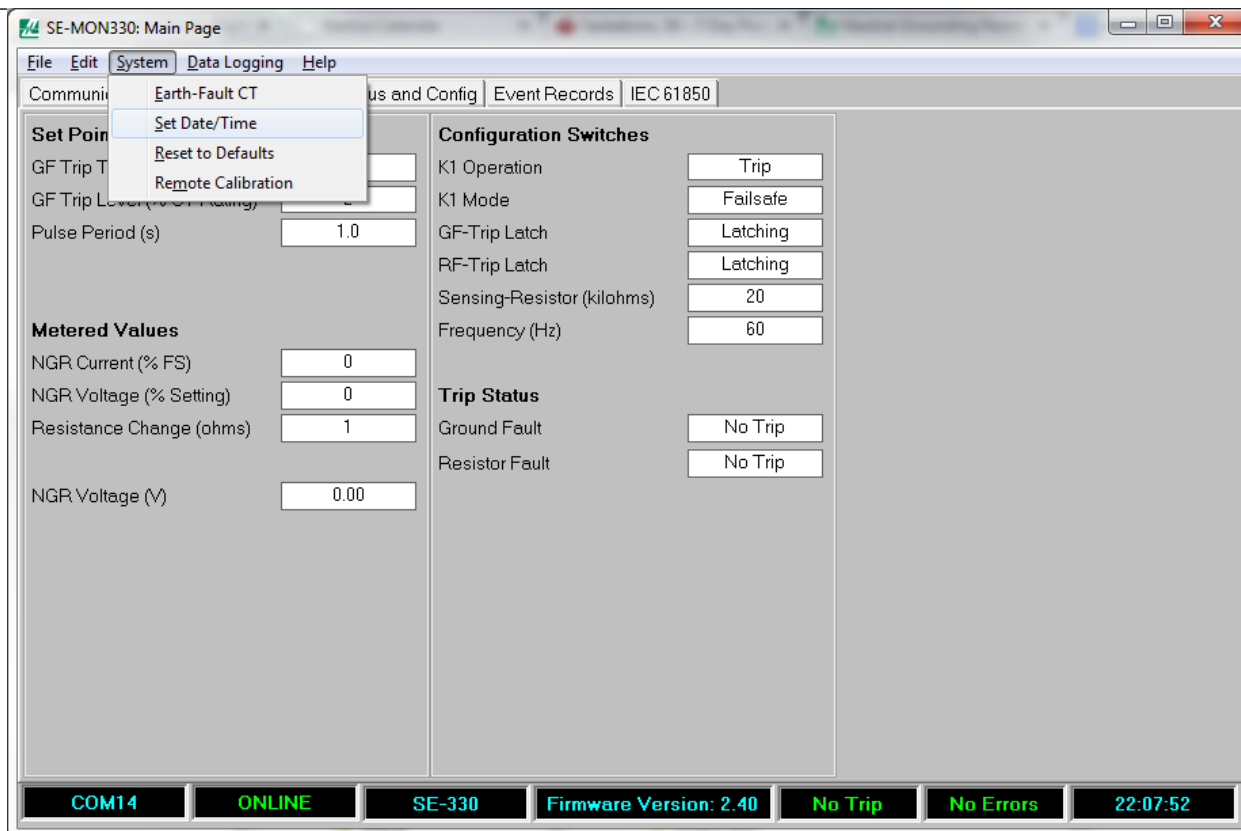 SE-MON330: Main Page
File Edit System Data Logging Help
Earth-Fault CT
Set Date/Time
Reset to Defaults
Remote Calibration
and Config
Event Records
IEC 61850
Set
GF Trip
GF Trip
Pulse Period (s) 1.0
Metered Values
NGR Current (% FS) 0
NGR Voltage (% Setting) 0
Resistance Change (ohms) 1
NGR Voltage (V) 0.00
Configuration Switches
K1 Operation Trip
K1 Mode Failsafe
GF-Trip Latch Latching
RF-Trip Latch Latching
Sensing-Resistor (kilohms) 20
Frequency (Hz) 60
Trip Status
Ground Fault No Trip
Resistor Fault No Trip
COM14 ONLINE SE-330 Firmware Version: 2.40 No Trip No Errors 22:07:52